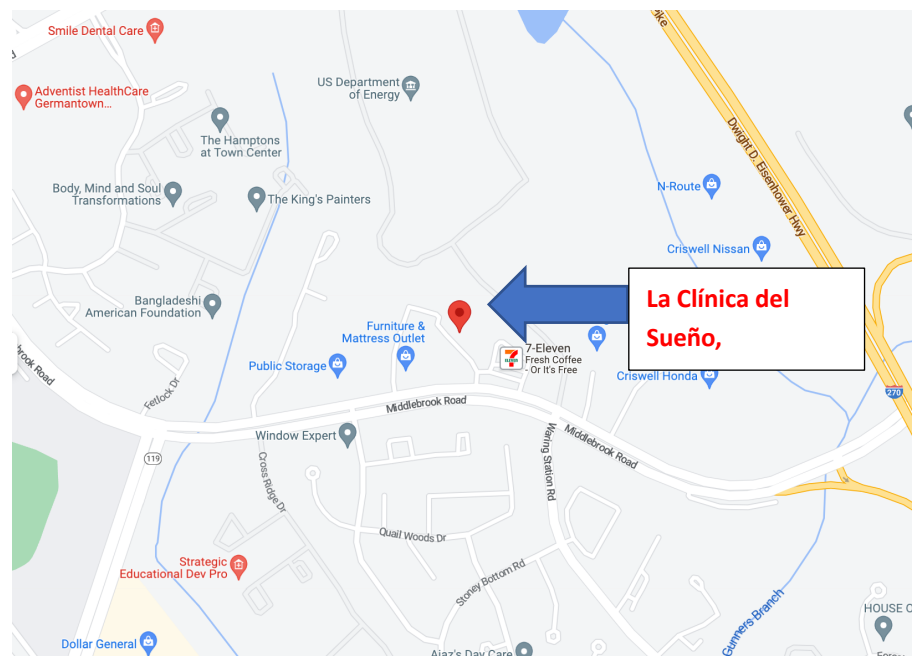 Smile Dental Care
Adventist HealthCare
Germantown...
US Department
of Energy
The Hamptons
at Town Center
Body, Mind and Soul
Transformations
The King's Painters
Dwight D. Eisenhower Hwy
N-Route
Criswell Nissan
Bangladeshi
American Foundation
La Clínica del
Sueño,
Furniture &
Mattress Outlet
Public Storage
7-Eleven
Fresh Coffee
- Or It's Free
ELEVEN
Criswell Honda
270
brook Road
Fetlock Dr
Middlebrook Road
Window Expert
Waring Station Rd
Middlebrook Road
119
Cross Ridge Dr
Quail Woods Dr
Strategic
Educational Dev Pro
Stoney Bottom Rd
Gunners Branch
HOUSE O
Dollar General
Ajaz's Day Care